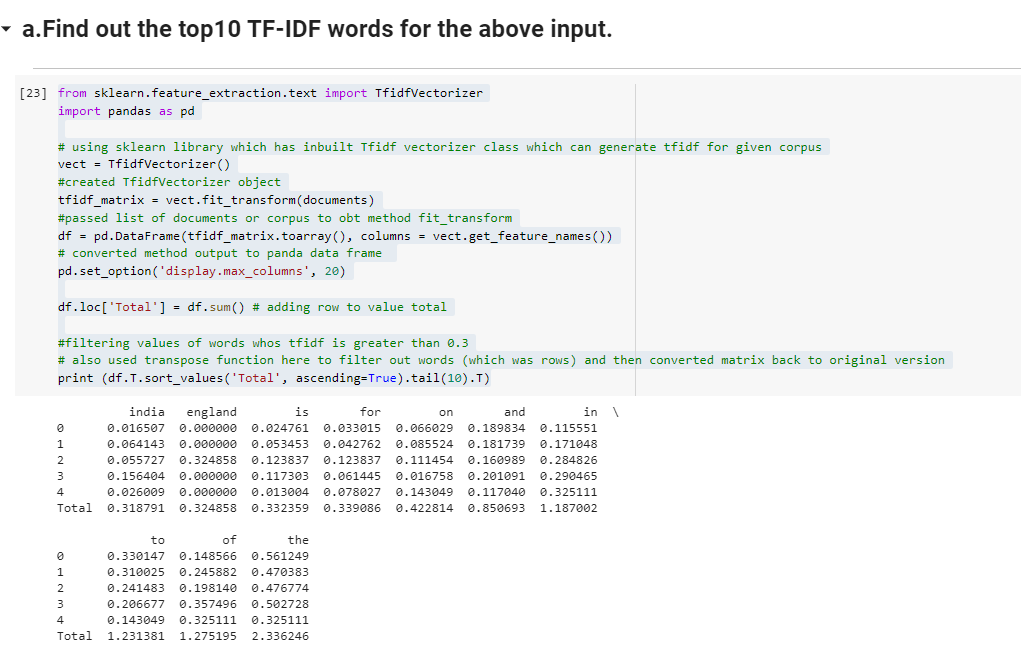 a.Find out the top10 TF-IDF words for the above input.
[23] from sklearn.feature_extraction.text import TfidfVectorizer
import pandas as pd
# using sklearn library which has inbuilt Tfidf vectorizer class which can generate tfidf for given corpus
vect = TfidfVectorizer()
#created TfidfVectorizer object
tfidf_matrix = vect.fit_transform(documents)
#passed list of documents or corpus to obt method fit_transform
df = pd.DataFrame(tfidf_matrix.toarray(), columns = vect.get_feature_names())
# converted method output to panda data frame
pd.set_option('display.max_columns', 20)
df.loc['Total'] = df.sum() # adding row to value total
#filtering values of words whos tfidf is greater than 0.3
# also used transpose function here to filter out words (which was rows) and then converted matrix back to original version
print (df.T.sort_values('Total', ascending=True).tail(10).T)
india england is for on and in \
0 0.016507 0.000000 0.024761 0.033015 0.066029 0.189834 0.115551
1 0.064143 0.000000 0.053453 0.042762 0.085524 0.181739 0.171048
2 0.055727 0.324858 0.123837 0.123837 0.111454 0.160989 0.284826
3 0.156404 0.000000 0.117303 0.061445 0.016758 0.201091 0.290465
4 0.026009 0.000000 0.013004 0.078027 0.143049 0.117040 0.325111
Total 0.318791 0.324858 0.332359 0.339086 0.422814 0.850693 1.187002
to of the
0 0.330147 0.148566 0.561249
1 0.310025 0.245882 0.470383
2 0.241483 0.198140 0.476774
3 0.206677 0.357496 0.502728
4 0.143049 0.325111 0.325111
Total 1.231381 1.275195 2.336246